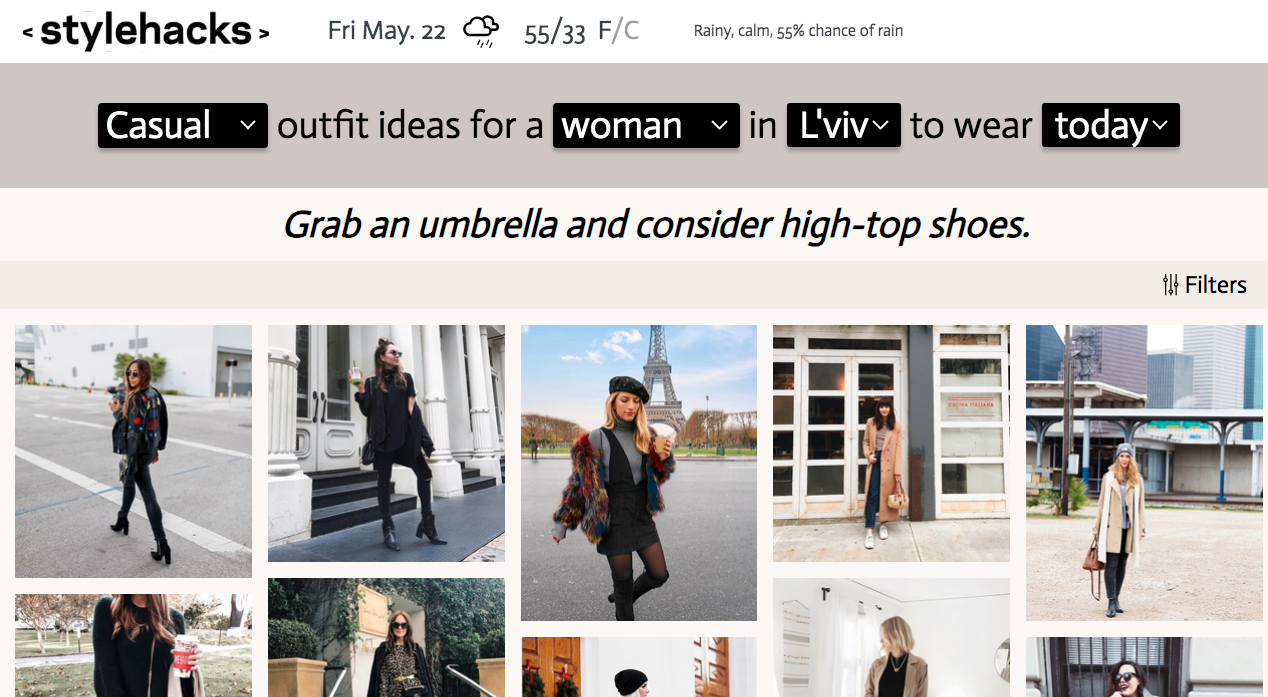 < stylehacks >
Fri May. 22 55/33 F/C Rainy, calm, 55% chance of rain
Casual outfit ideas for a woman in L'viv to wear today
Grab an umbrella and consider high-top shoes.
Filters
CUCINA ITALIANA